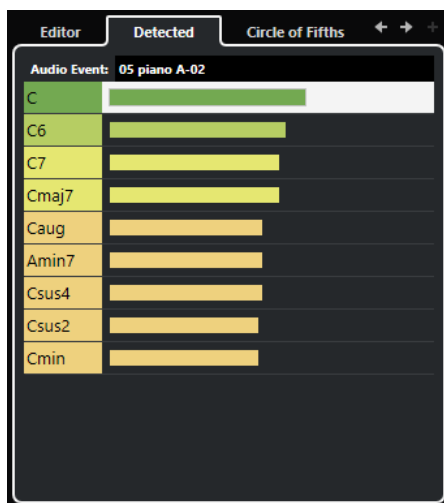 Editor Detected Circle of Fifths
Audio Event: 05 piano A-02
C
C6
C7
Cmaj7
Caug
Amin7
Csus4
Csus2
Cmin